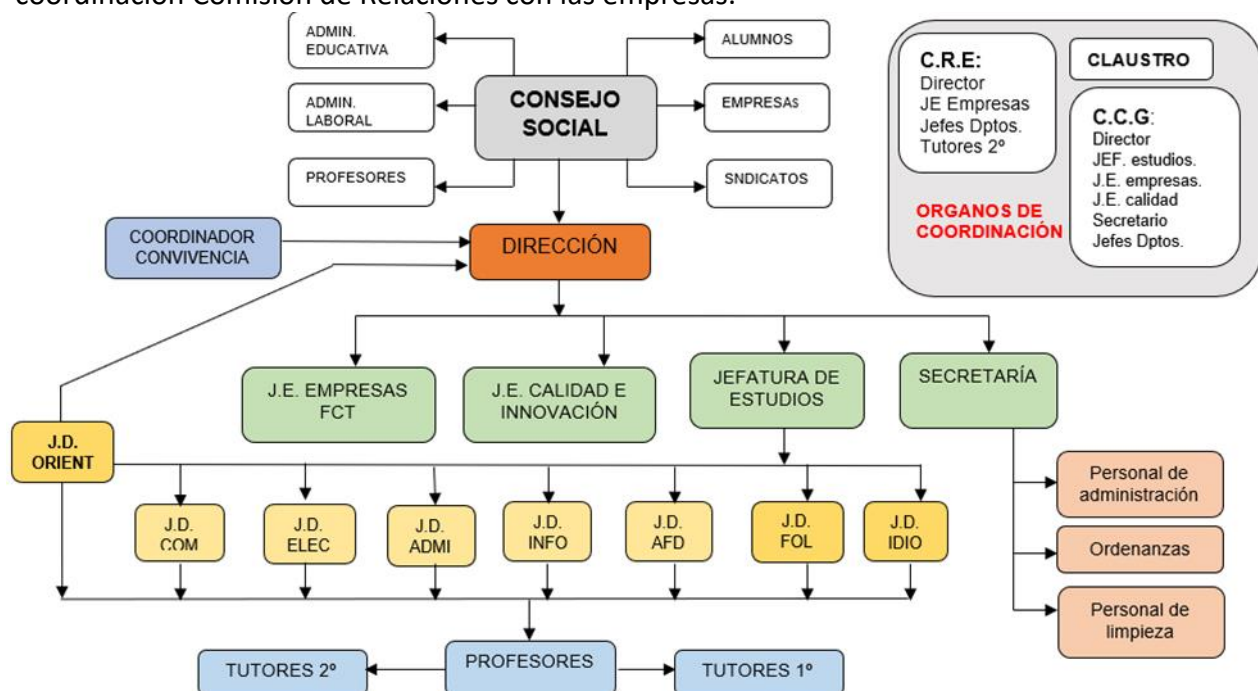 coordinación Comisión de Relaciones con las empresas.
ADMIN.
EDUCATIVA
ADMIN.
LABORAL
PROFESORES
CONSEJO
SOCIAL
ALUMNOS
EMPRESAS
SNDICATOS
C.R.E:
Director
JE Empresas
Jefes Dptos.
Tutores 2º
CLAUSTRO
C.C.G:
Director
JEF. estudios.
J.E. empresas.
J.E. calidad
Secretario
Jefes Dptos.
ORGANOS DE
COORDINACIÓN
COORDINADOR
CONVIVENCIA
DIRECCIÓN
J.E. EMPRESAS
FCT
J.E. CALIDAD E
INNOVACIÓN
JEFATURA DE
ESTUDIOS
SECRETARÍA
J.D.
ORIENT
J.D.
COM
J.D.
ELEC
J.D.
ADMI
J.D.
INFO
J.D.
AFD
J.D.
FOL
J.D.
IDIO
Personal de
administración
Ordenanzas
Personal de
limpieza
TUTORES 2º
PROFESORES
TUTORES 1º